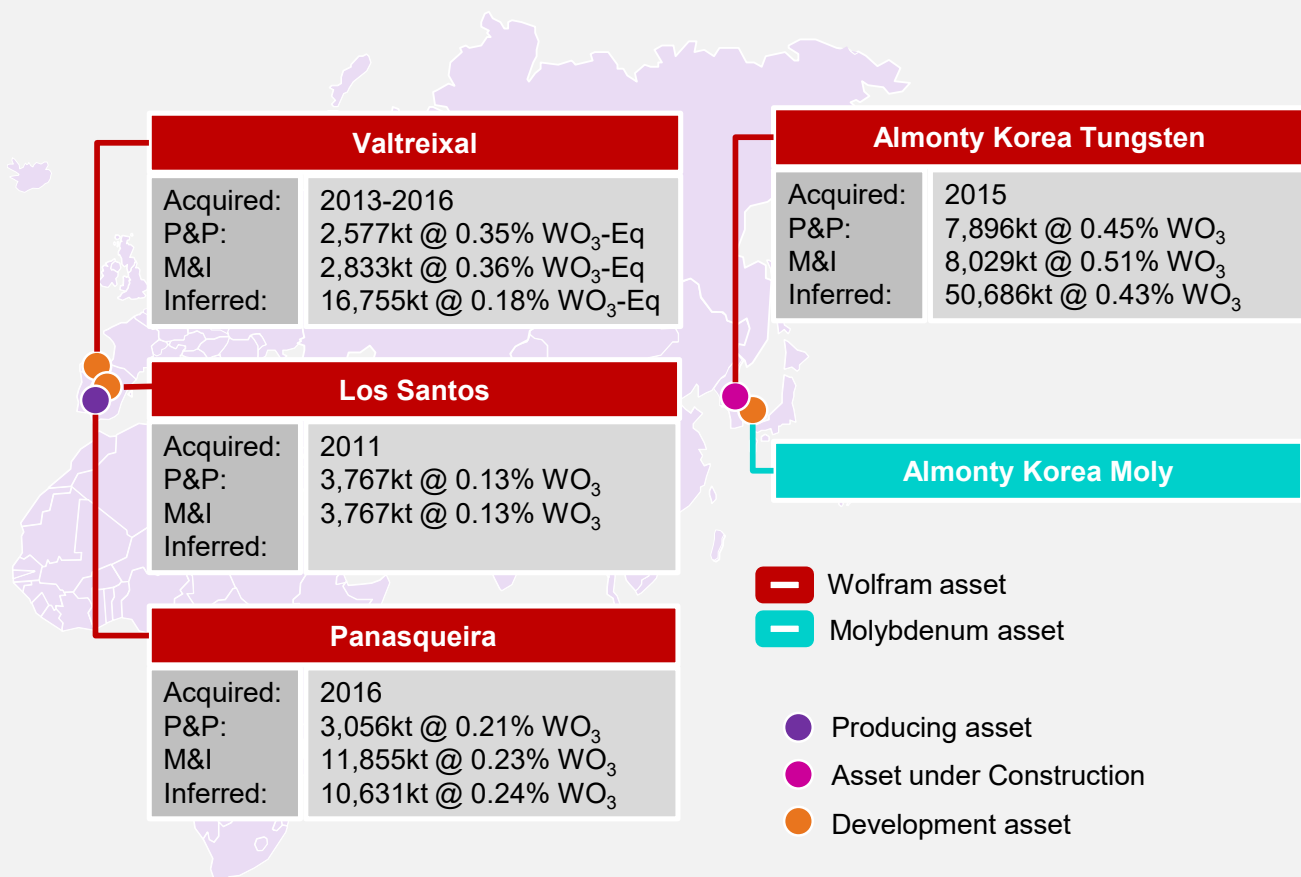 Valtreixal
Acquired: 2013-2016
P&P: 2,577kt @ 0.35% WO₃-Eq
M&I 2,833kt @ 0.36% WO₃-Eq
Inferred: 16,755kt @ 0.18% WO₃-Eq
Los Santos
Acquired: 2011
P&P: 3,767kt @ 0.13% WO₃
M&I 3,767kt @ 0.13% WO₃
Inferred:
Panasqueira
Acquired: 2016
P&P: 3,056kt @ 0.21% WO₃
M&I 11,855kt @ 0.23% WO₃
Inferred: 10,631kt @ 0.24% WO₃
Almonty Korea Tungsten
Acquired: 2015
P&P: 7,896kt @ 0.45% WO₃
M&I 8,029kt @ 0.51% WO₃
Inferred: 50,686kt @ 0.43% WO₃
Almonty Korea Moly
Wolfram asset
Molybdenum asset
Producing asset
Asset under Construction
Development asset